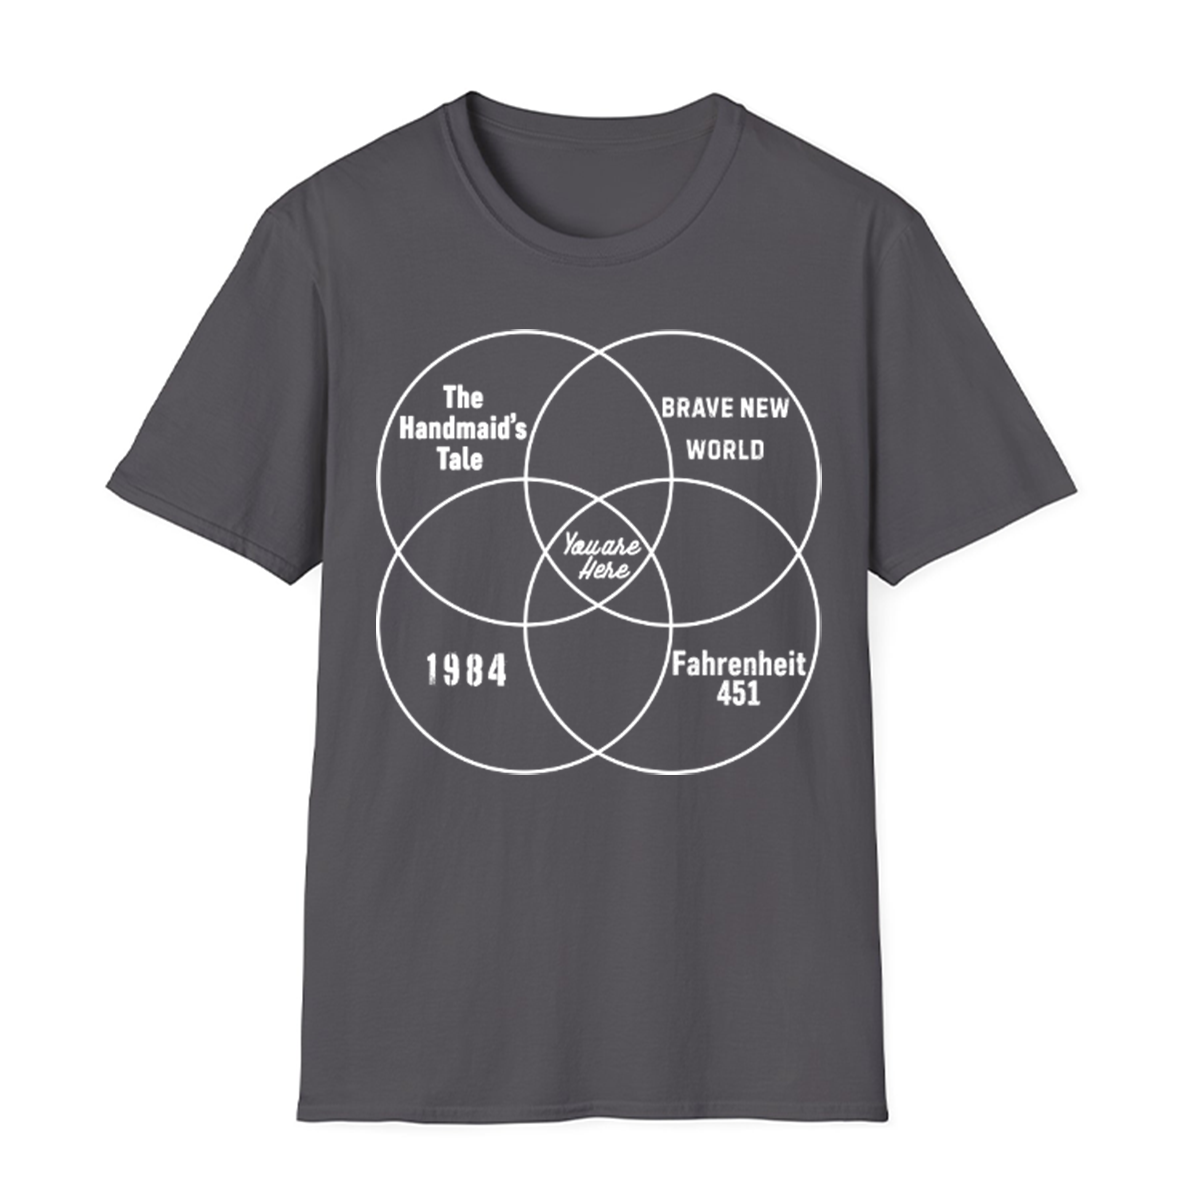 The
Handmaid's
Tale
BRAVE NEW
WORLD
You are
Here
1984
Fahrenheit
451